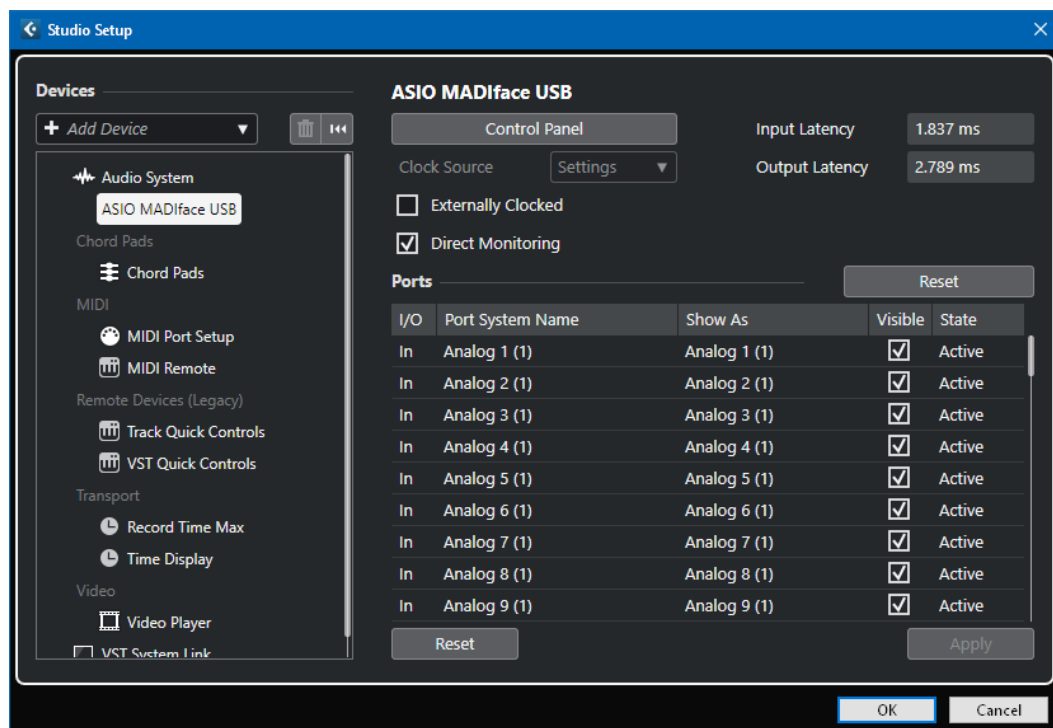 Studio Setup
Devices
Add Device
Audio System
ASIO MADIface USB
Chord Pads
Chord Pads
MIDI
MIDI Port Setup
MIDI Remote
Remote Devices (Legacy)
Track Quick Controls
VST Quick Controls
Transport
Record Time Max
Time Display
Video
Video Player
VST System Link
ASIO MADIface USB
Control Panel
Input Latency 1.837 ms
Clock Source Settings
Output Latency 2.789 ms
Externally Clocked
Direct Monitoring
Ports
Reset
I/O Port System Name Show As Visible State
In Analog 1 (1) Analog 1 (1) Active
In Analog 2 (1) Analog 2 (1) Active
In Analog 3 (1) Analog 3 (1) Active
In Analog 4 (1) Analog 4 (1) Active
In Analog 5 (1) Analog 5 (1) Active
In Analog 6 (1) Analog 6 (1) Active
In Analog 7 (1) Analog 7 (1) Active
In Analog 8 (1) Analog 8 (1) Active
In Analog 9 (1) Analog 9 (1) Active
Reset Apply
OK Cancel